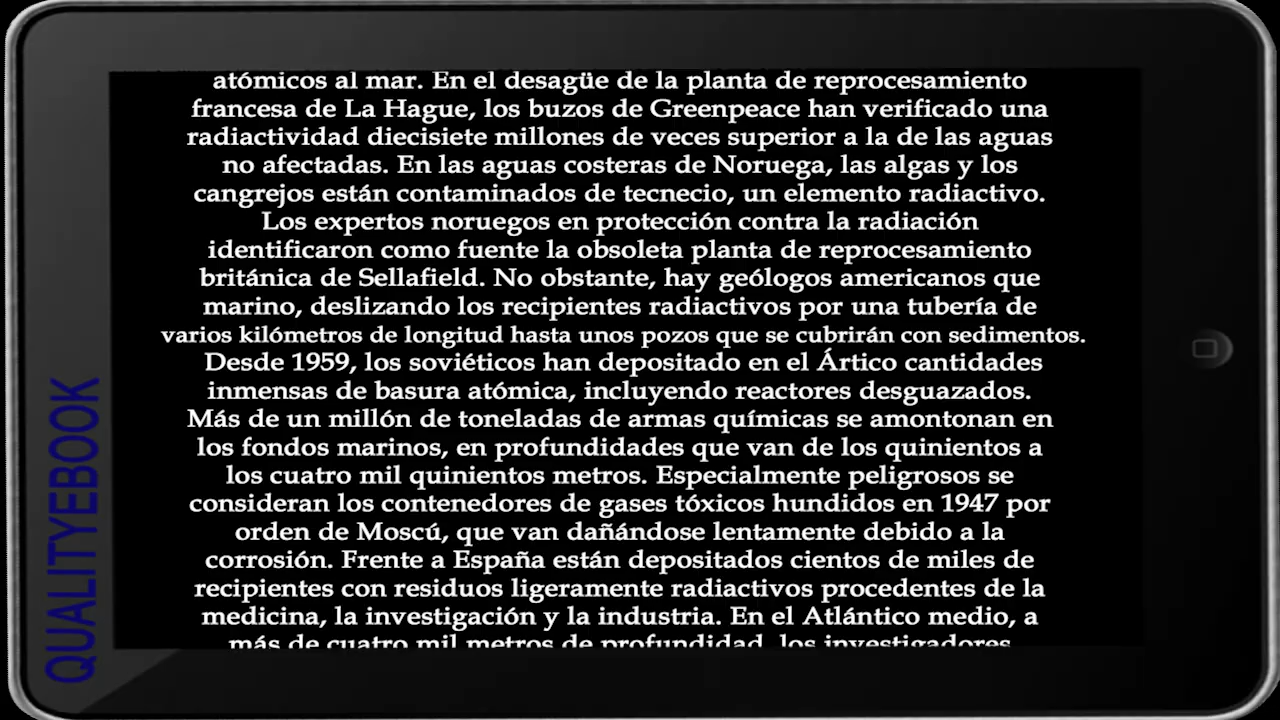 atómicos al mar. En el desagüe de la planta de reprocesamiento
francesa de La Hague, los buzos de Greenpeace han verificado una
radiactividad diecisiete millones de veces superior a la de las aguas
no afectadas. En las aguas costeras de Noruega, las algas y los
cangrejos están contaminados de tecnecio, un elemento radiactivo.
Los expertos noruegos en protección contra la radiación
identificaron como fuente la obsoleta planta de reprocesamiento
británica de Sellafield. No obstante, hay geólogos americanos que
marino, deslizando los recipientes radiactivos por una tubería de
varios kilómetros de longitud hasta unos pozos que se cubrirán con sedimentos.
Desde 1959, los soviéticos han depositado en el Ártico cantidades
inmensas de basura atómica, incluyendo reactores desguazados.
Más de un millón de toneladas de armas químicas se amontonan en
los fondos marinos, en profundidades que van de los quinientos a
los cuatro mil quinientos metros. Especialmente peligrosos se
consideran los contenedores de gases tóxicos hundidos en 1947 por
orden de Moscú, que van dañándose lentamente debido a la
corrosión. Frente a España están depositados cientos de miles de
recipientes con residuos ligeramente radiactivos procedentes de la
medicina, la investigación y la industria. En el Atlántico medio, a
más de cuatro mil metros de profundidad, los investigadores
QUALITYEBOOK